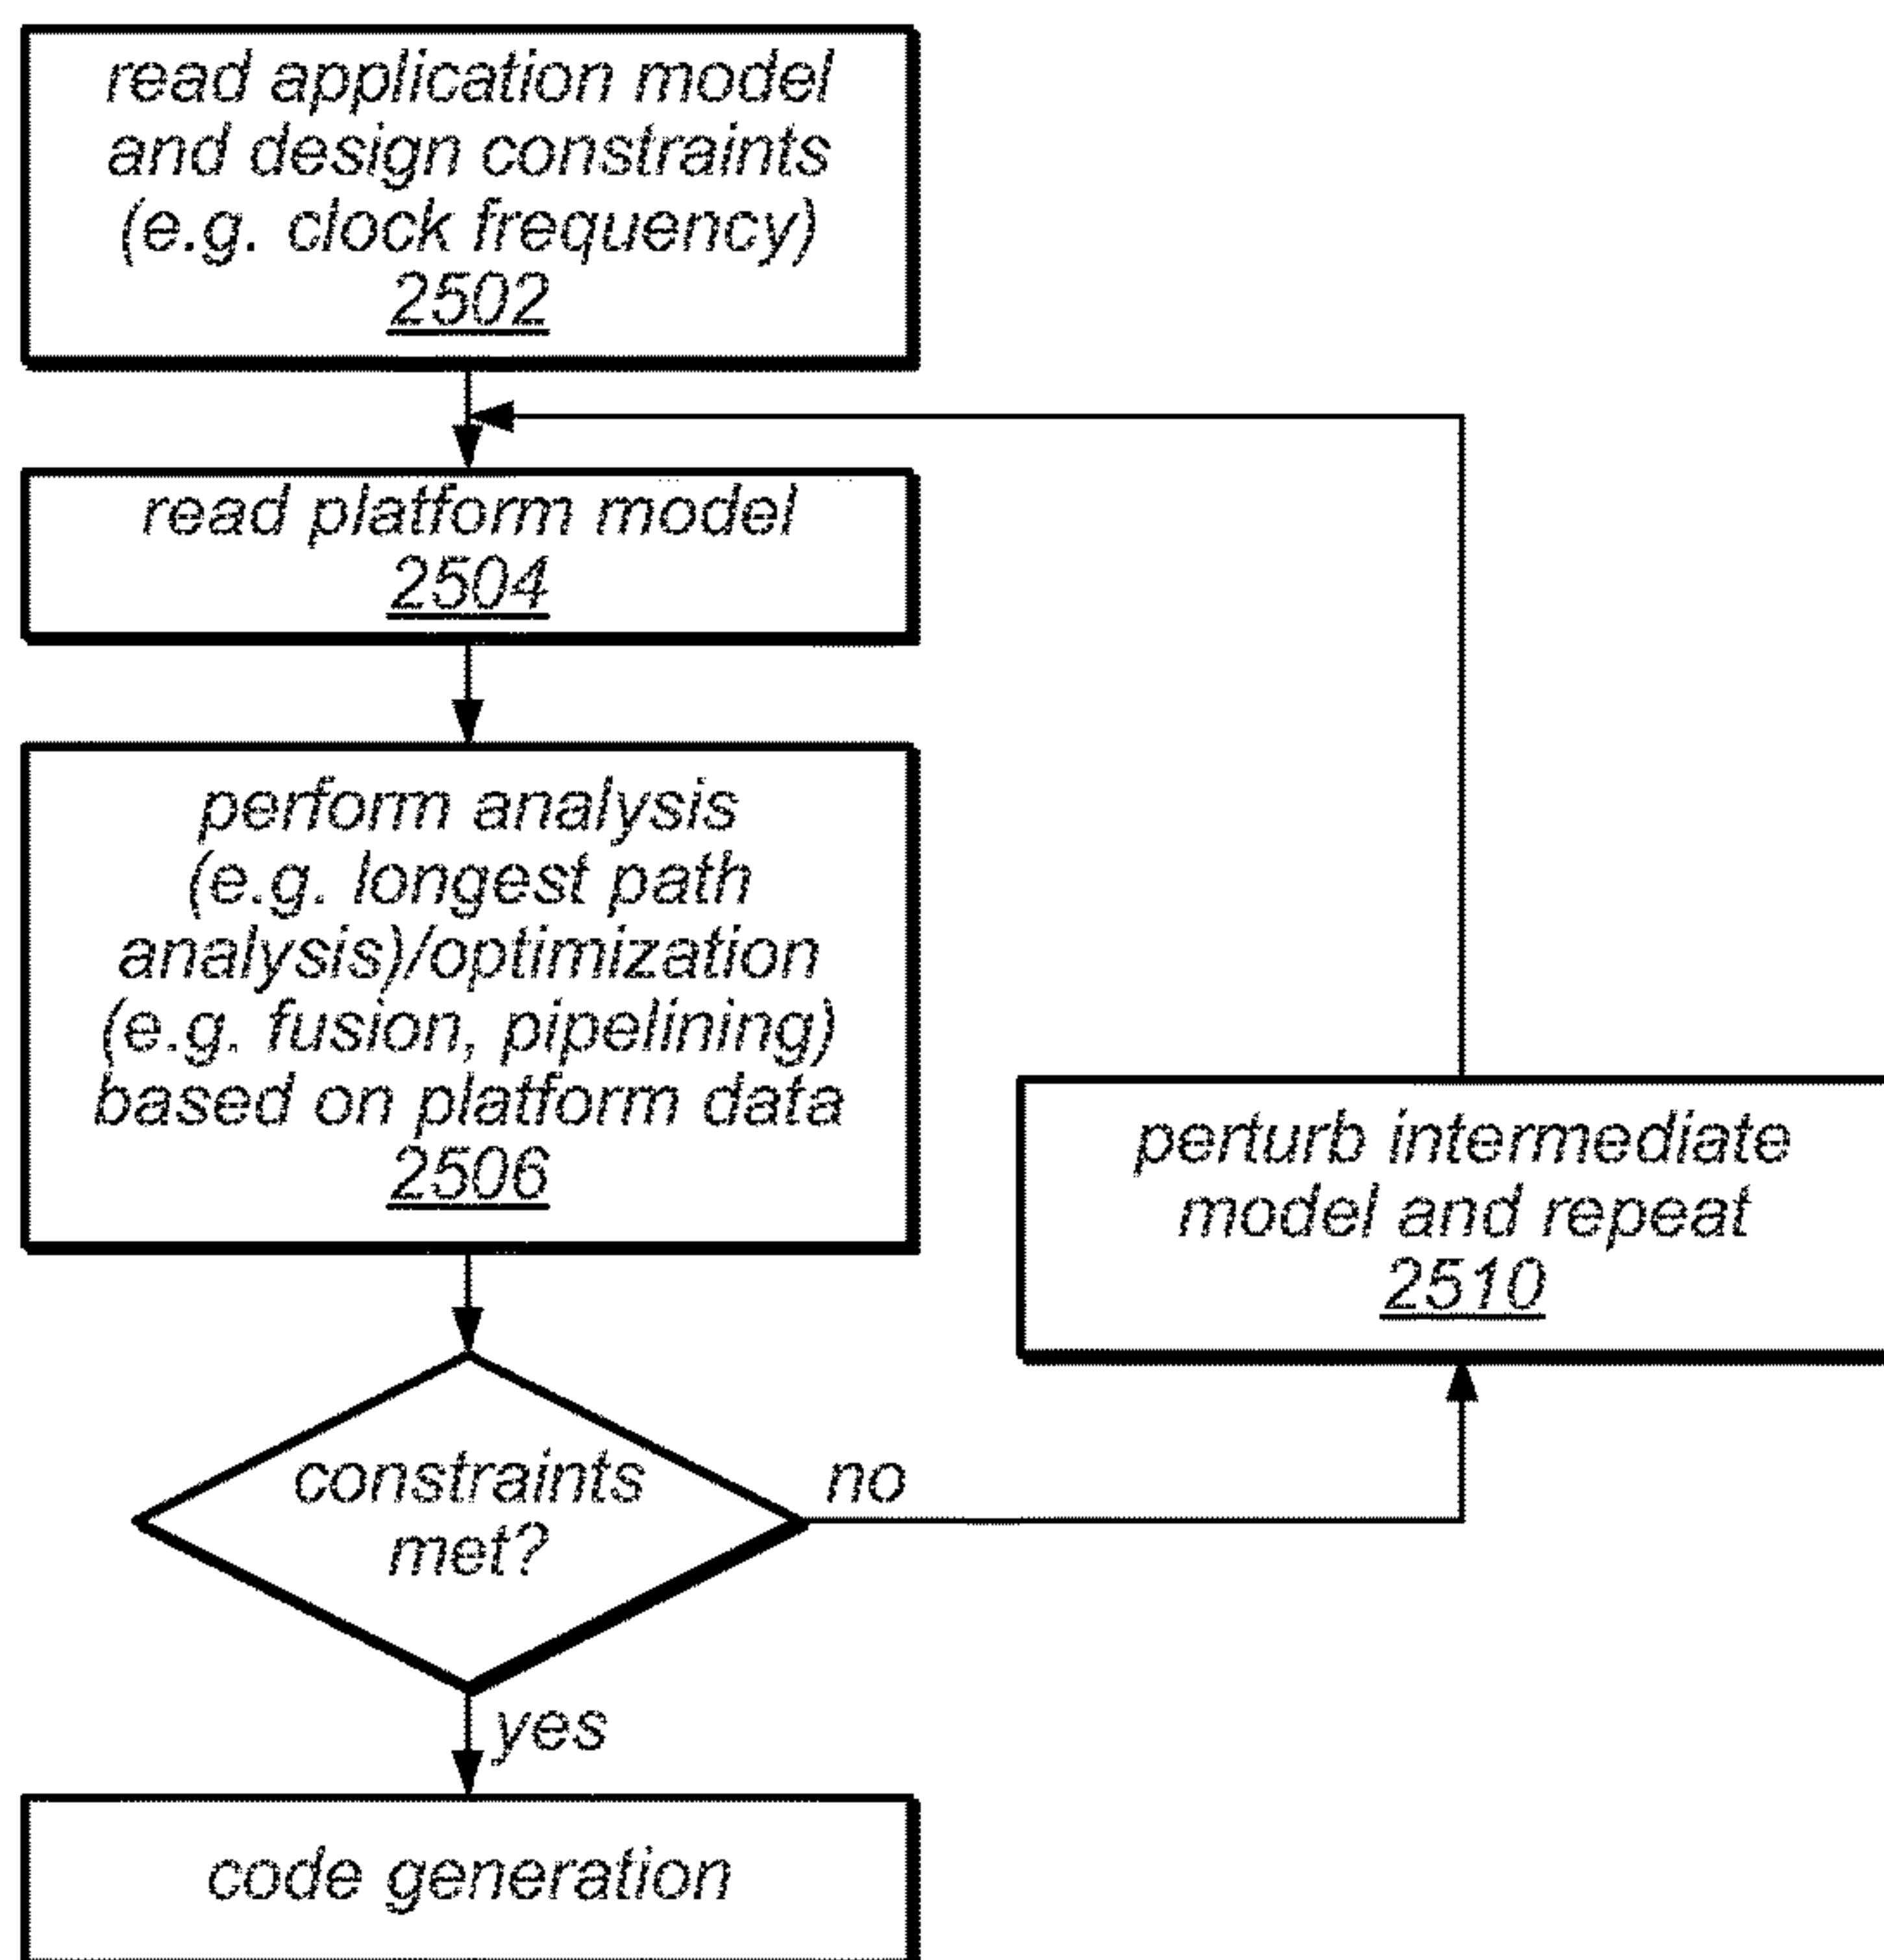 read application model
and design constraints
(e.g. clock frequency)
2502
read platform model
2504
perform analysis
(e.g. longest path
analysis)/optimization
(e.g. fusion, pipelining)
based on platform data
2506
perturb intermediate
model and repeat
2510
constraints
met?
no
yes
code generation